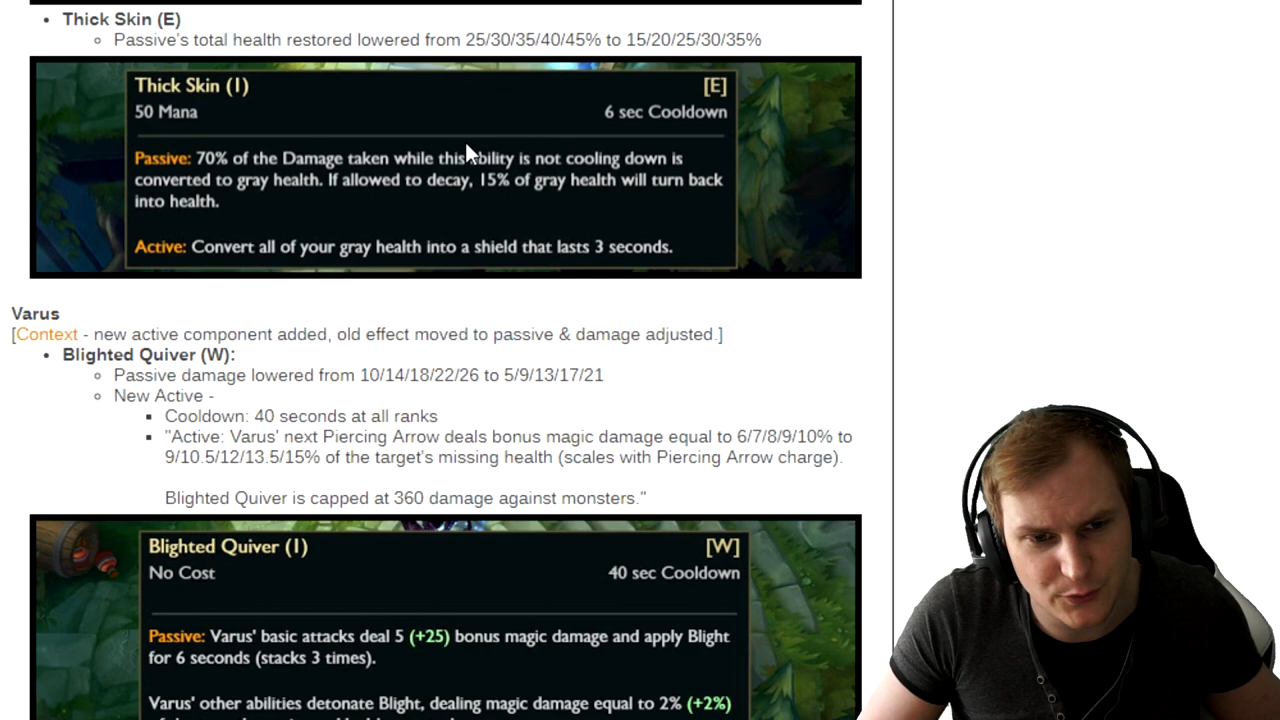 Thick Skin (E)
Passive's total health restored lowered from 25/30/35/40/45% to 15/20/25/30/35%
Thick Skin (1) [E]
50 Mana 6 sec Cooldown
Passive: 70% of the Damage taken while this ability is not cooling down is
converted to gray health. If allowed to decay, 15% of gray health will turn back
into health.
Active: Convert all of your gray health into a shield that lasts 3 seconds.
Varus
[Context - new active component added, old effect moved to passive & damage adjusted.]
Blighted Quiver (W):
Passive damage lowered from 10/14/18/22/26 to 5/9/13/17/21
New Active -
Cooldown: 40 seconds at all ranks
"Active: Varus' next Piercing Arrow deals bonus magic damage equal to 6/7/8/9/10% to
9/10.5/12/13.5/15% of the target's missing health (scales with Piercing Arrow charge).
Blighted Quiver is capped at 360 damage against monsters."
Blighted Quiver (1) [W]
No Cost 40 sec Cooldown
Passive: Varus' basic attacks deal 5 (+25) bonus magic damage and apply Blight
for 6 seconds (stacks 3 times).
Varus' other abilities detonate Blight, dealing magic damage equal to 2% (+2%)